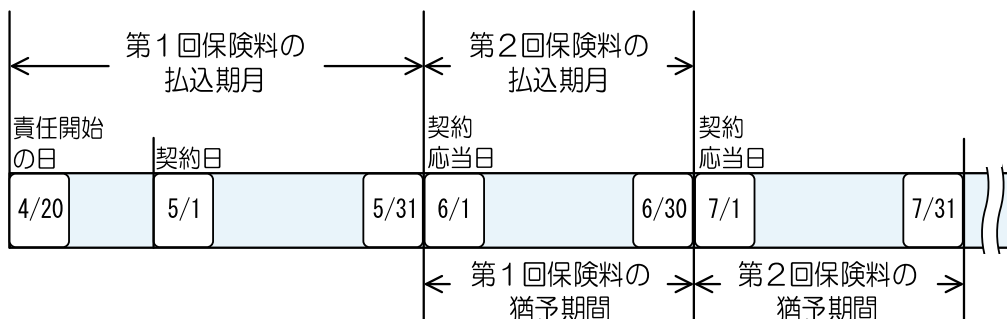 第１回保険料の
払込期月
第２回保険料の
払込期月
責任開始
の日
契約日
契約
応当日
契約
応当日
4/20
5/1
5/31
6/1
6/30
7/1
7/31
第１回保険料の
猶予期間
第２回保険料の
猶予期間